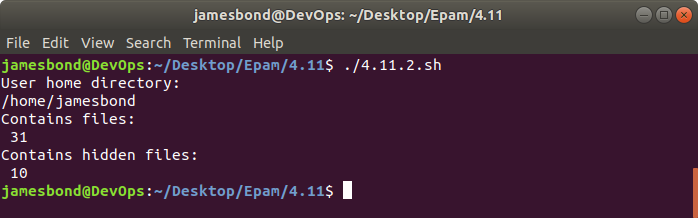 jamesbond@DevOps: ~/Desktop/Epam/4.11
File Edit View Search Terminal Help
jamesbond@DevOps:~/Desktop/Epam/4.11$ ./4.11.2.sh
User home directory:
/home/jamesbond
Contains files:
 31
Contains hidden files:
 10
jamesbond@DevOps:~/Desktop/Epam/4.11$